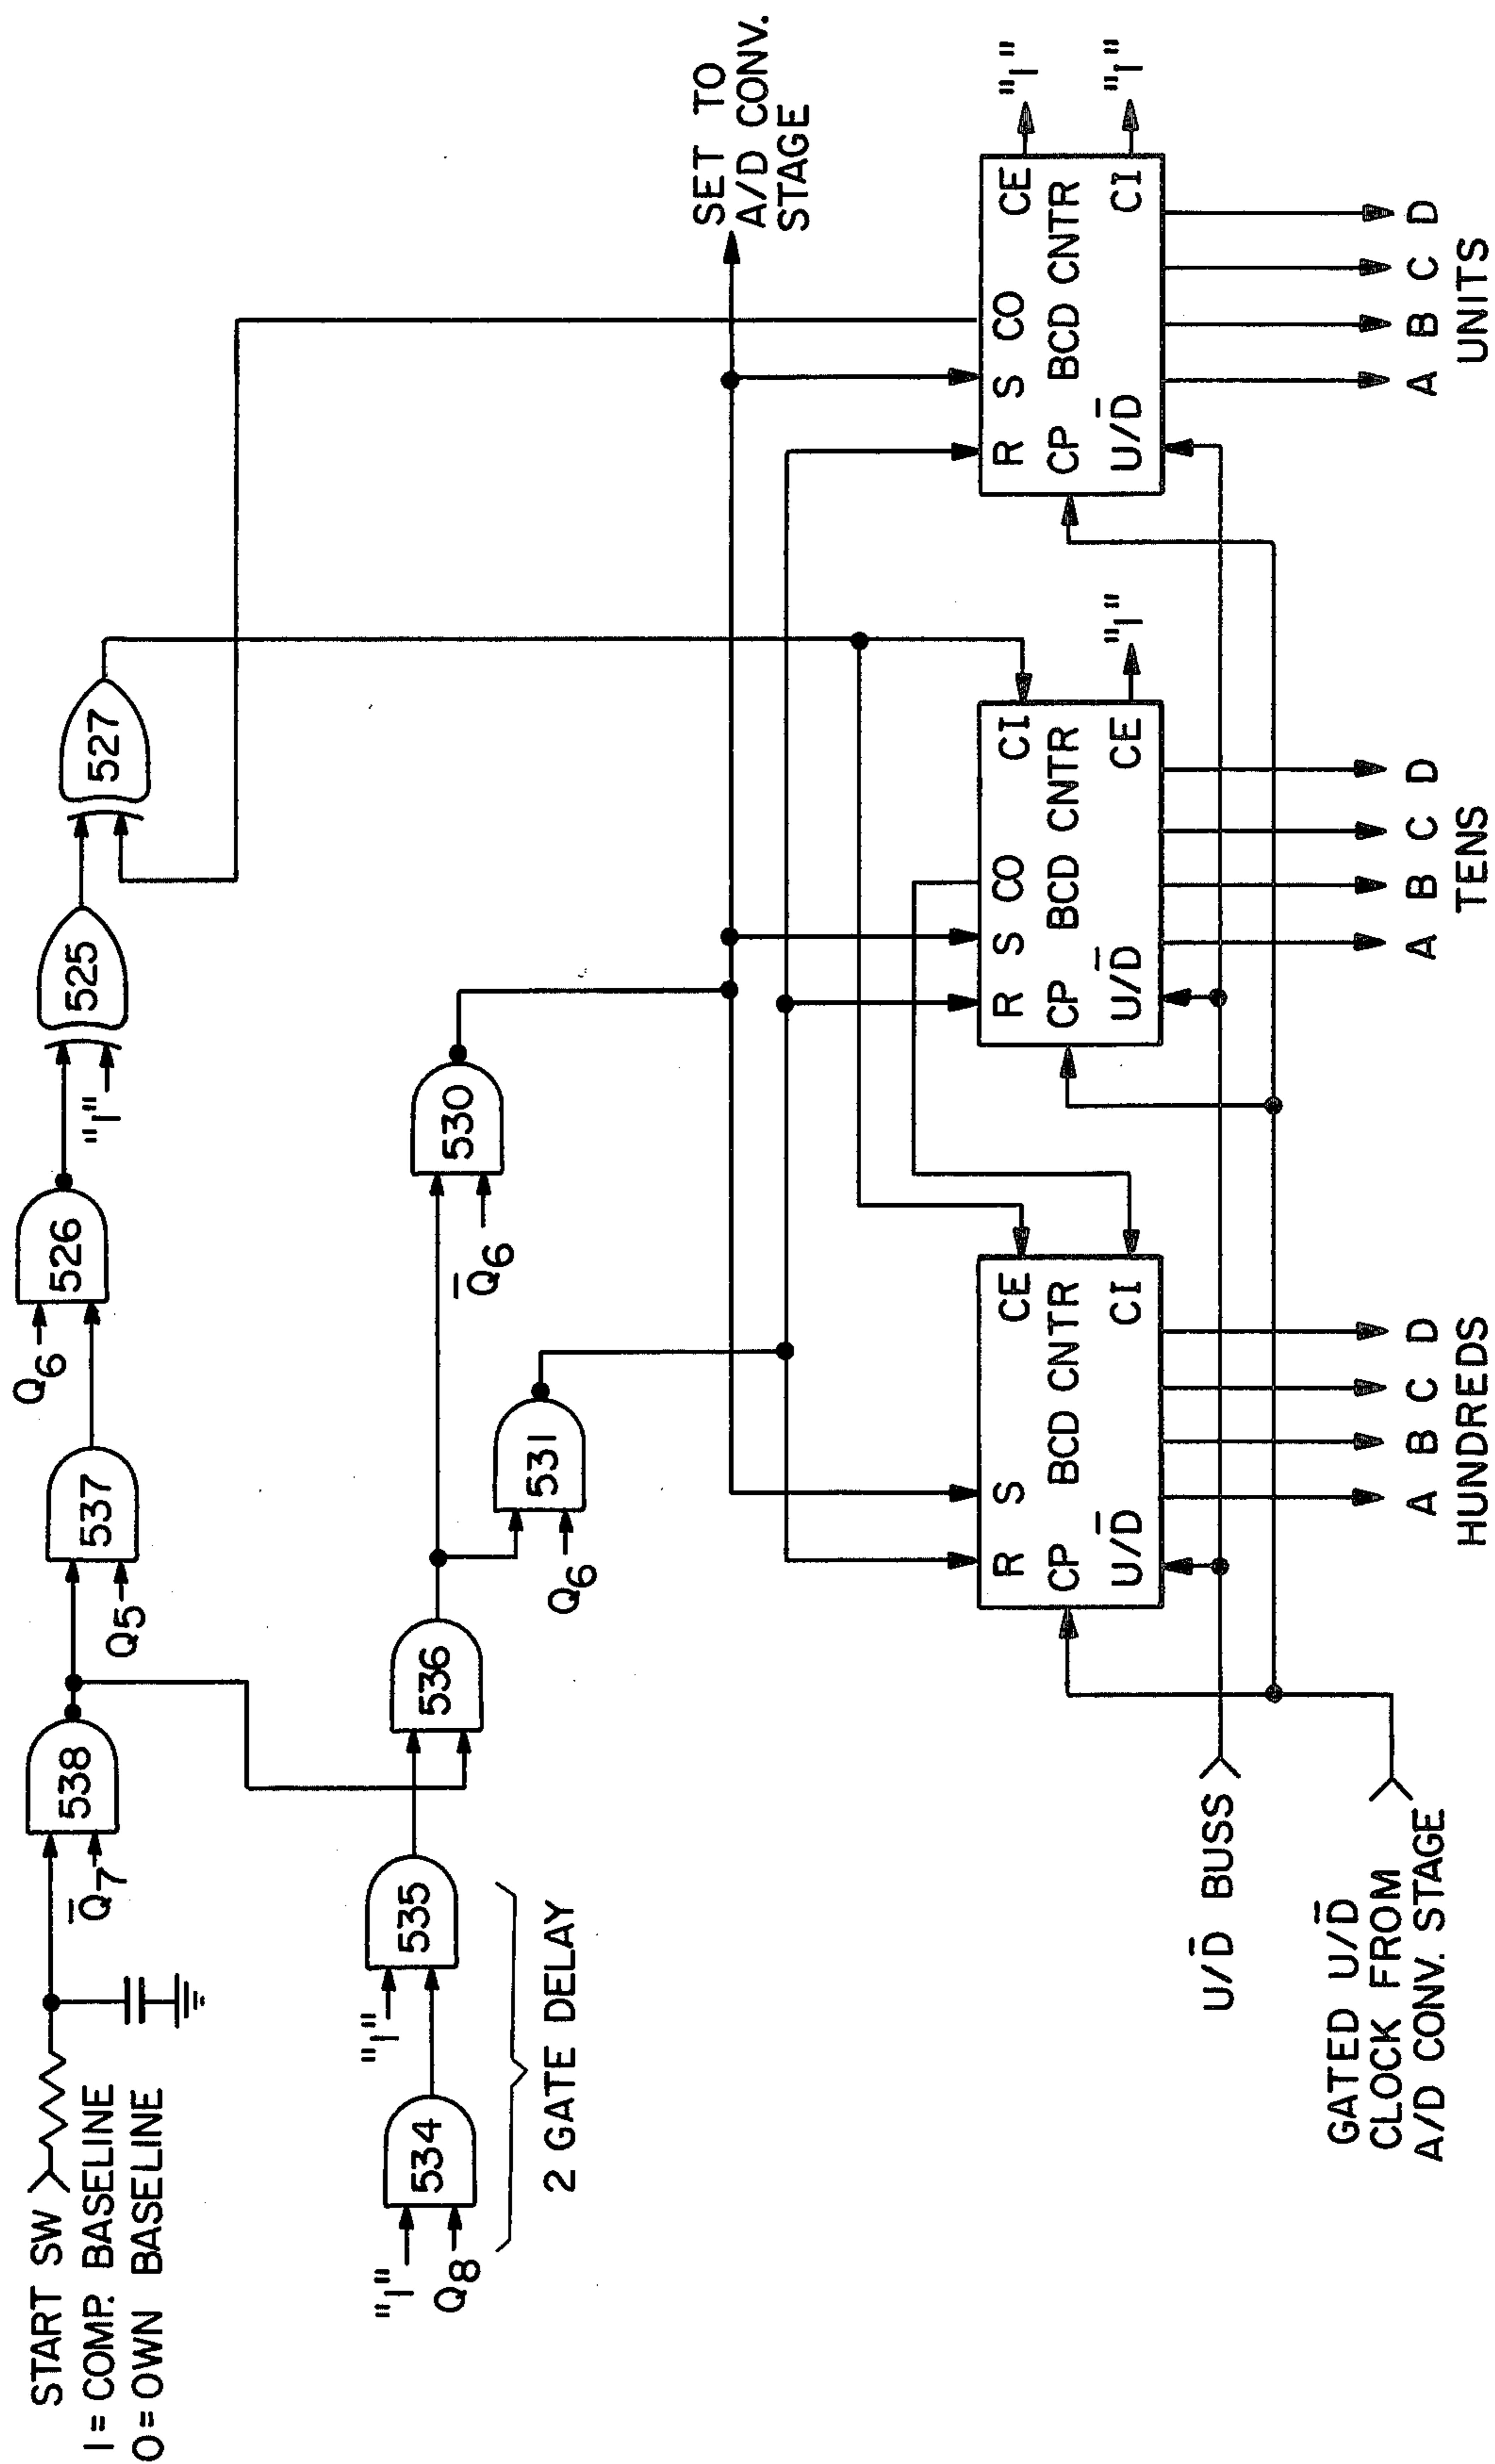 START SW
1 = COMP. BASELINE
0 = OWN BASELINE
Q̅7
538
Q5
537
Q6
526
"1"
525
527
"1"
Q8
534
"1"
535
2 GATE DELAY
536
Q6
531
Q̅6
530
SET TO
A/D CONV.
STAGE
R S CE
CP BCD CNTR
U/D̅ CI
A B C D
HUNDREDS
R S CO CI
CP BCD CNTR
U/D̅ CE
"1"
A B C D
TENS
R S CO CE
CP BCD CNTR
U/D̅ CI
"1"
"1"
A B C D
UNITS
U/D̅ BUSS
GATED U/D̅
CLOCK FROM
A/D CONV. STAGE